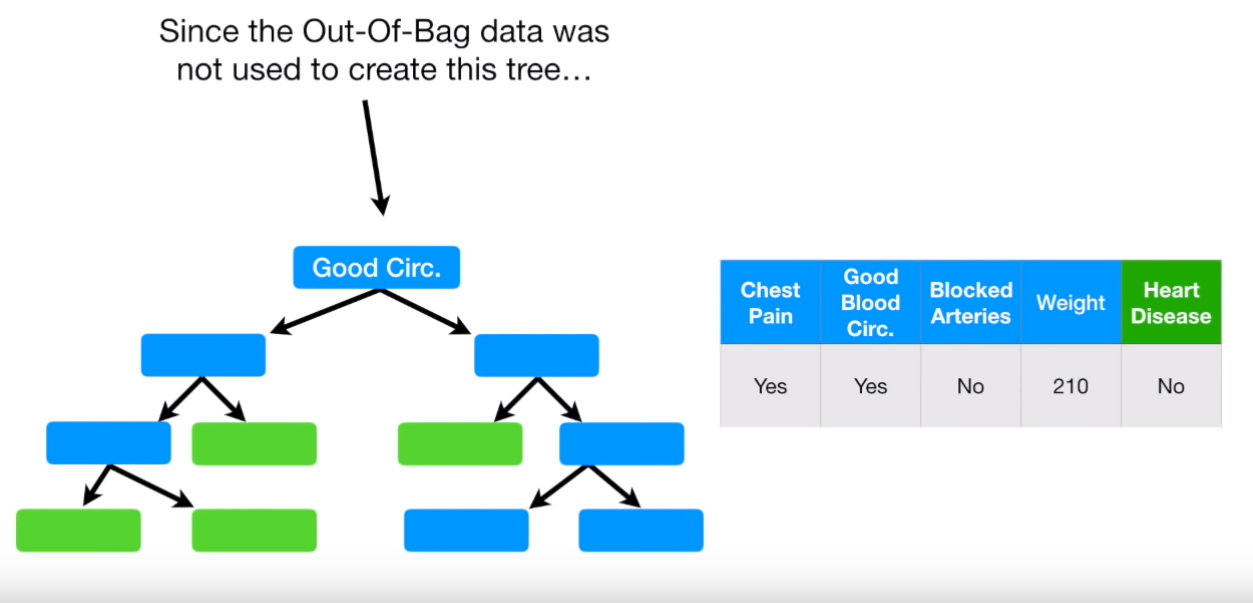 Since the Out-Of-Bag data was
not used to create this tree...
Good Circ.
Chest
Pain
Good
Blood
Circ.
Blocked
Arteries
Weight
Heart
Disease
Yes
Yes
No
210
No